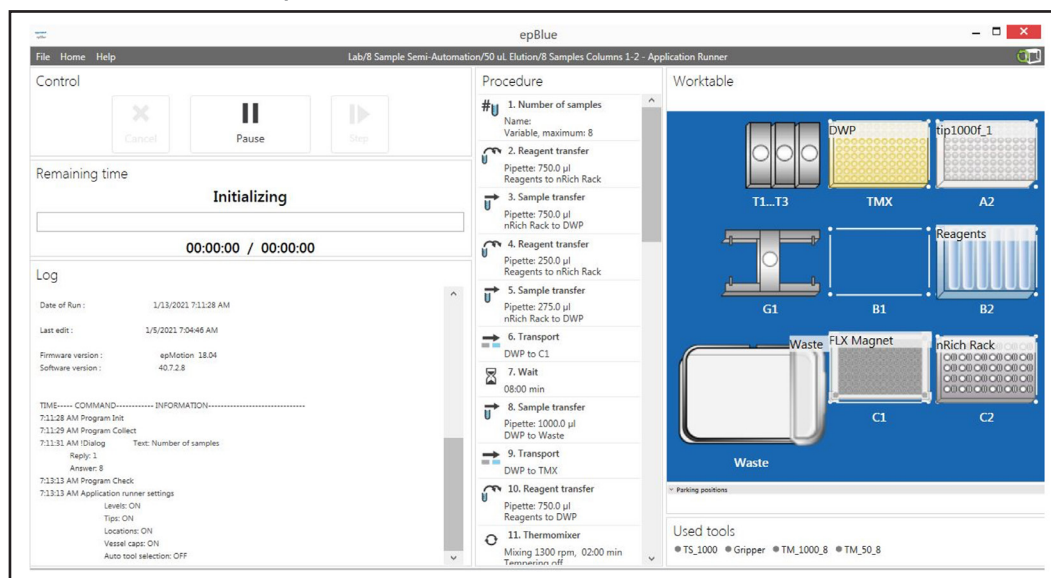 epBlue
File Home Help
Lab/8 Sample Semi-Automation/50 uL Elution/8 Samples Columns 1-2 - Application Runner
Control
Cancel
Pause
Step
Remaining time
Initializing
00:00:00 / 00:00:00
Log
Date of Run : 1/13/2021 7:11:28 AM
Last edit : 1/5/2021 7:04:46 AM
Firmware version : epMotion 18.04
Software version : 40.7.2.8
TIME----- COMMAND------------ INFORMATION--------------------------------
7:11:28 AM Program Init
7:11:29 AM Program Collect
7:11:31 AM !Dialog Text: Number of samples
Reply: 1
Answer: 8
7:13:13 AM Program Check
7:13:13 AM Application runner settings
Levels: ON
Tips: ON
Locations: ON
Vessel caps: ON
Auto tool selection: OFF
Procedure
# 1. Number of samples
Name:
Variable, maximum: 8
2. Reagent transfer
Pipette: 750.0 µl
Reagents to nRich Rack
3. Sample transfer
Pipette: 750.0 µl
nRich Rack to DWP
4. Reagent transfer
Pipette: 250.0 µl
Reagents to nRich Rack
5. Sample transfer
Pipette: 275.0 µl
nRich Rack to DWP
6. Transport
DWP to C1
7. Wait
08:00 min
8. Sample transfer
Pipette: 1000.0 µl
DWP to Waste
9. Transport
DWP to TMX
10. Reagent transfer
Pipette: 750.0 µl
Reagents to DWP
11. Thermomixer
Mixing 1300 rpm, 02:00 min
Tempering off
Worktable
DWP
tip1000f_1
T1...T3
TMX
A2
Reagents
G1
B1
B2
Waste
FLX Magnet
nRich Rack
C1
C2
Waste
Parking positions
Used tools
TS_1000 Gripper TM_1000_8 TM_50_8